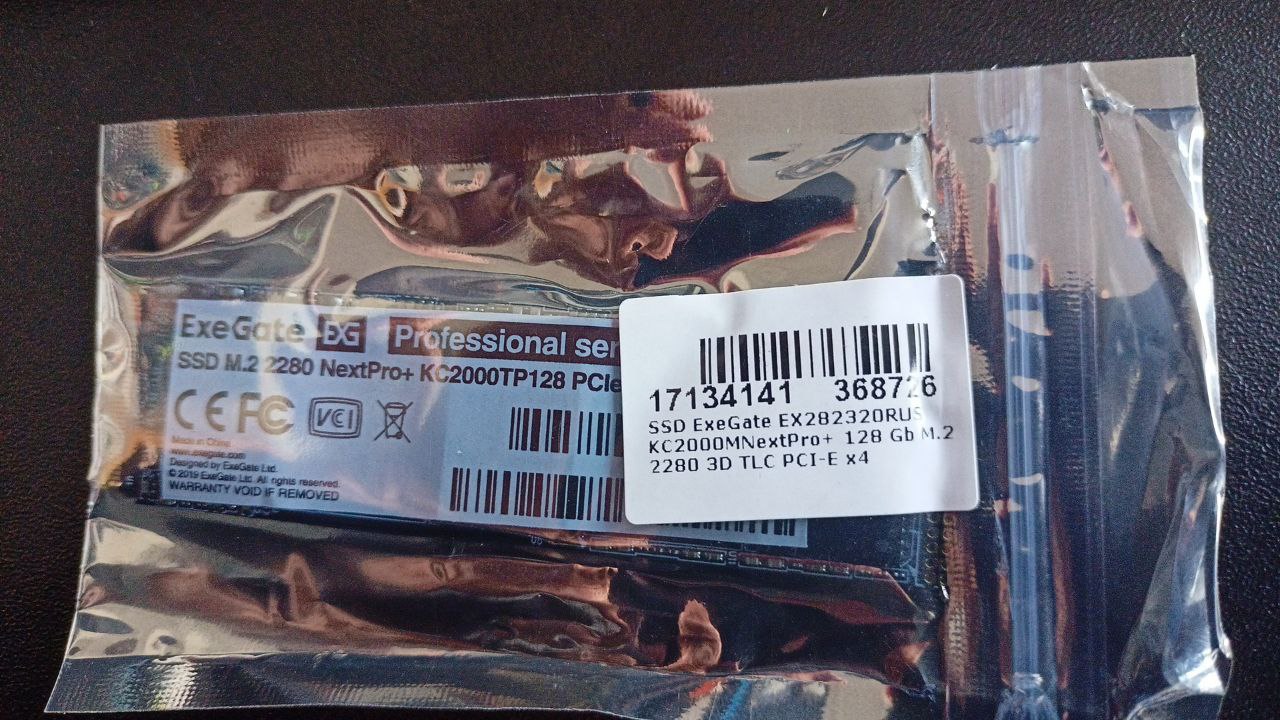 ExeGate EXG Professional ser
SSD M.2 2280 NextPro+ KC2000TP128 PCIe
CE FC VCI
Made in China
www.exegate.com
Designed by ExeGate Ltd.
© 2019 ExeGate Ltd. All rights reserved.
WARRANTY VOID IF REMOVED
17134141 368726
SSD ExeGate EX282320RUS
KC2000MNextPro+ 128 Gb M.2
2280 3D TLC PCI-E x4